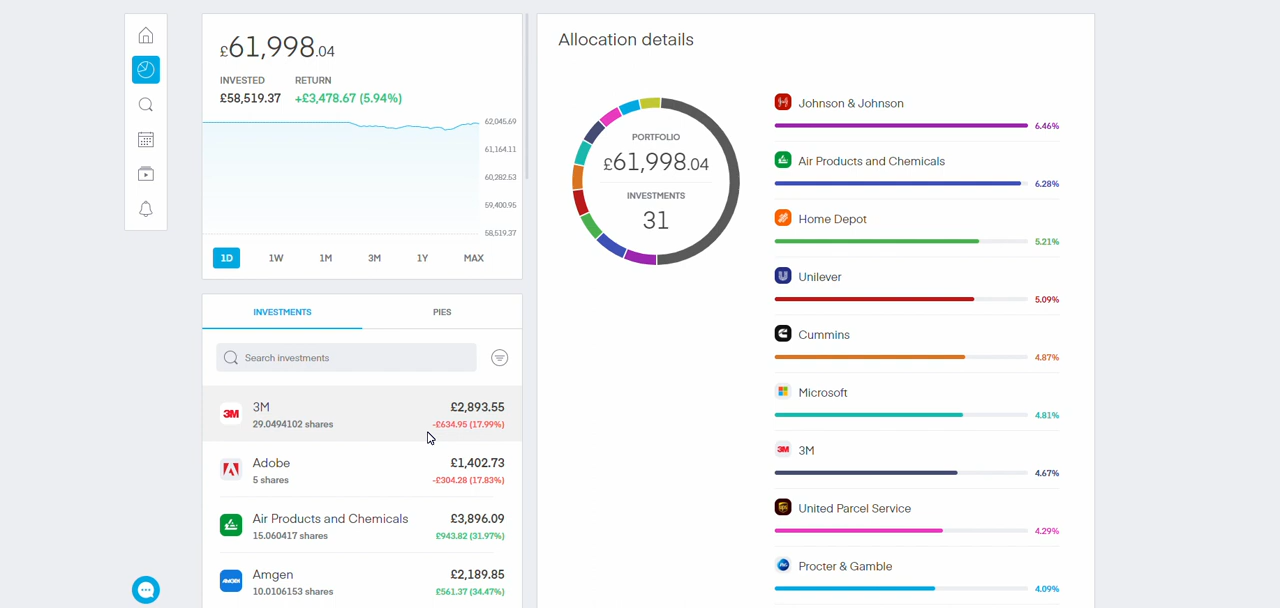 £61,998.04
INVESTED RETURN
£58,519.37 +£3,478.67 (5.94%)
62,045.69
61,164.11
60,282.53
59,400.95
58,519.37
1D 1W 1M 3M 1Y MAX
INVESTMENTS PIES
Search investments
3M £2,893.55
29.0494102 shares -£634.95 (17.99%)
Adobe £1,402.73
5 shares -£304.28 (17.83%)
Air Products and Chemicals £3,896.09
15.060417 shares £943.82 (31.97%)
Amgen £2,189.85
10.0106153 shares £561.37 (34.47%)
Allocation details
PORTFOLIO
£61,998.04
INVESTMENTS
31
Johnson & Johnson
6.46%
Air Products and Chemicals
6.28%
Home Depot
5.21%
Unilever
5.09%
Cummins
4.87%
Microsoft
4.81%
3M 3M
4.67%
United Parcel Service
4.29%
Procter & Gamble
4.09%